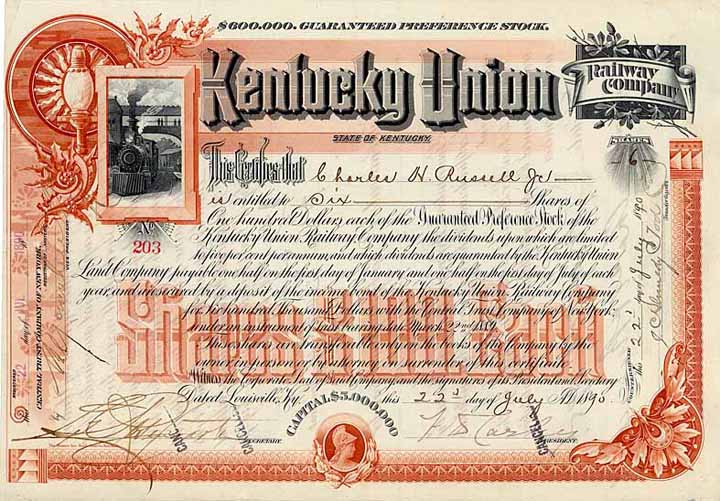 $600,000. GUARANTEED PREFERENCE STOCK.
Kentucky Union
Railway
Company
STATE OF KENTUCKY.
SHARES
6
This Certifies that Charles H. Russell Jr
is entitled to Six Shares of
One hundred Dollars each of the Guaranteed Preference Stock of the
Kentucky Union Railway Company, the dividends upon which are limited
to five per cent per annum, and which dividends are guaranteed by the Kentucky Union
Land Company, payable one half on the first day of January and one half on the first day of July of each
year, and are secured by a deposit of the income bonds of the Kentucky Union Railway Company
for Six hundred Thousand Dollars with the Central Trust Company of New York,
under an instrument of trust bearing date March 22nd 1889.
These shares are transferable only on the books of the Company by the
owner in person or by attorney on surrender of this certificate.
Witness the Corporate Seal of said Company and the signatures of its President and Secretary
Dated, Louisville, Ky. this 22d day of July A.D. 1890
No
203
SECRETARY.
PRESIDENT.
CAPITAL $3,000,000
CENTRAL TRUST COMPANY OF NEW YORK,
day of
by
22nd July 1890